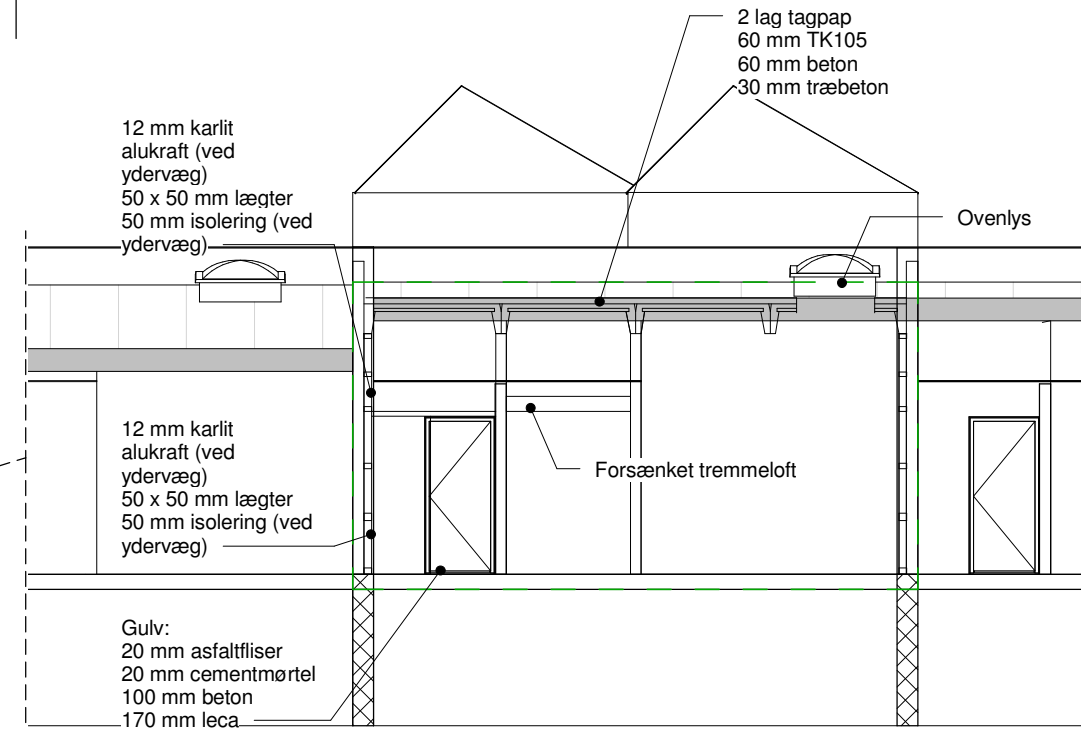 2 lag tagpap
60 mm TK105
60 mm beton
30 mm træbeton
12 mm karlit
alukraft (ved
ydervæg)
50 x 50 mm lægter
50 mm isolering (ved
ydervæg)
Ovenlys
12 mm karlit
alukraft (ved
ydervæg)
50 x 50 mm lægter
50 mm isolering (ved
ydervæg)
Forsænket tremmeloft
Gulv:
20 mm asfaltfliser
20 mm cementmørtel
100 mm beton
170 mm leca